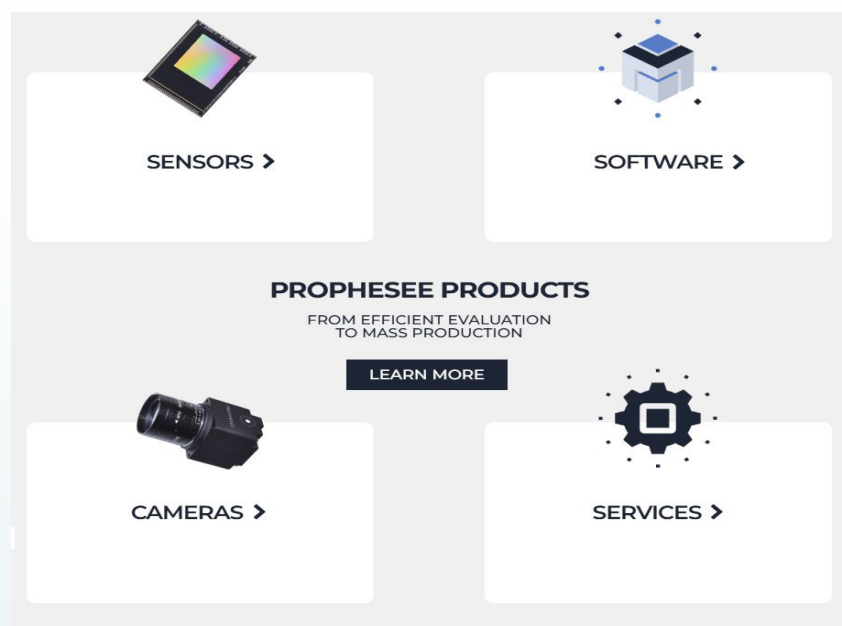 SENSORS >
SOFTWARE >
PROPHESEE PRODUCTS
FROM EFFICIENT EVALUATION
TO MASS PRODUCTION
LEARN MORE
CAMERAS >
SERVICES >